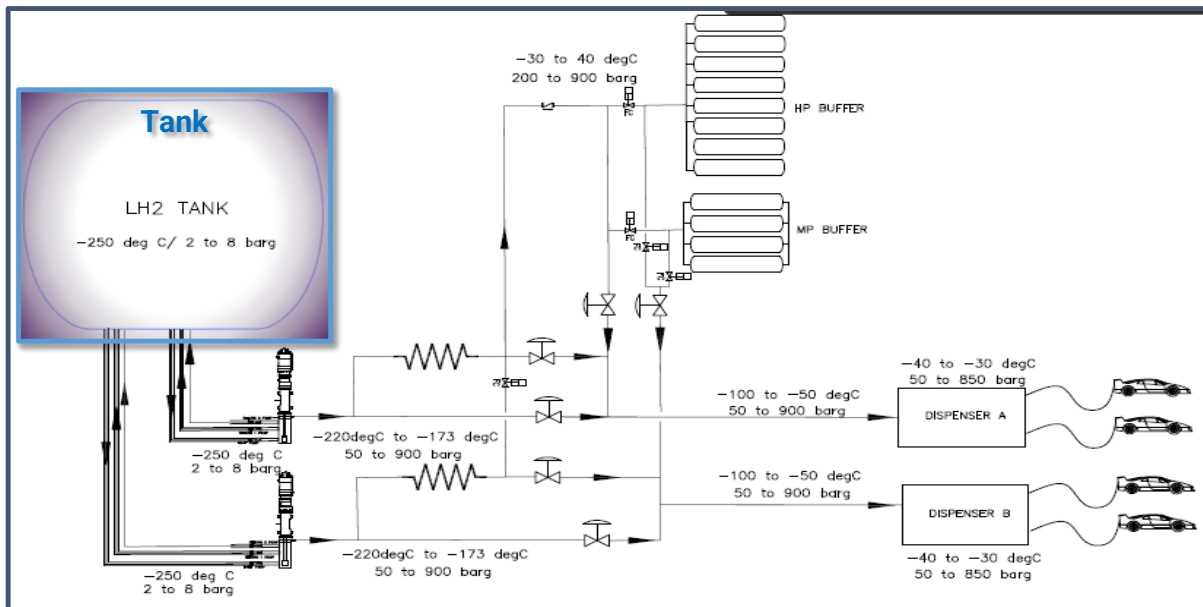 Tank
LH2 TANK
-250 deg C/ 2 to 8 barg
-30 to 40 degC
200 to 900 barg
FC
HP BUFFER
FC
MP BUFFER
-250 deg C
2 to 8 barg
-220degC to -173 degC
50 to 900 barg
-100 to -50 degC
50 to 900 barg
-40 to -30 degC
50 to 850 barg
DISPENSER A
-250 deg C
2 to 8 barg
-220degC to -173 degC
50 to 900 barg
-100 to -50 degC
50 to 900 barg
DISPENSER B
-40 to -30 degC
50 to 850 barg